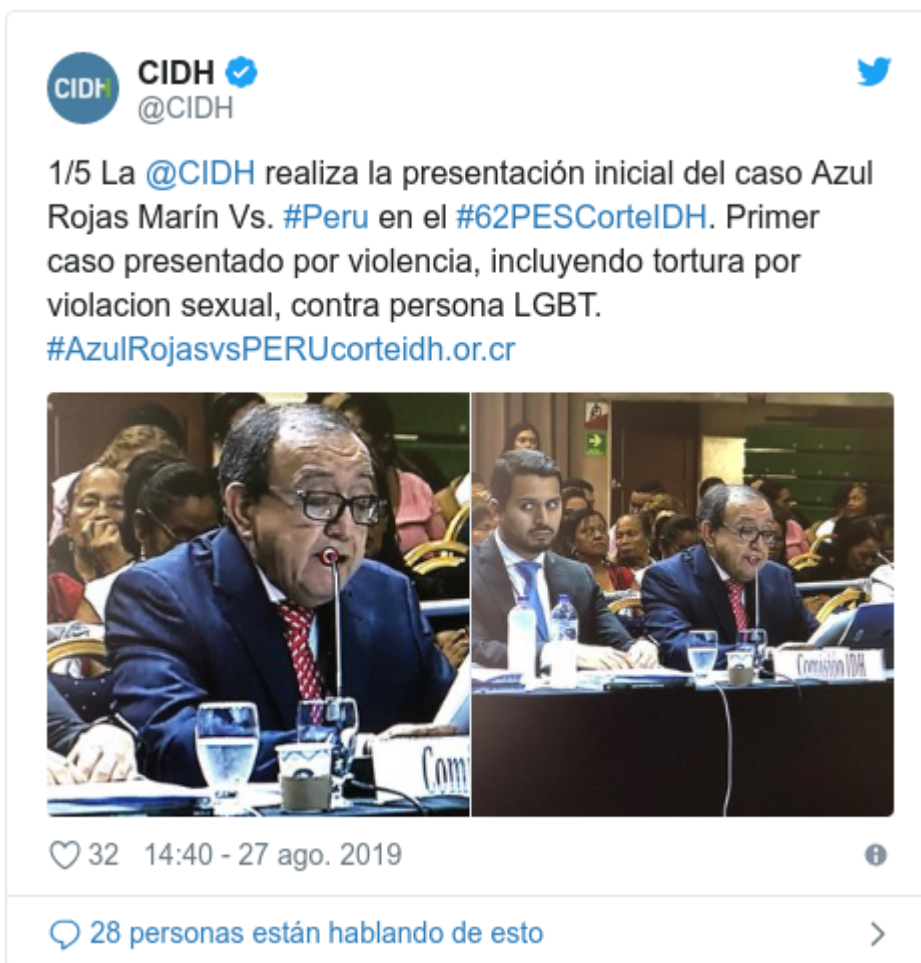 CIDH
CIDH
@CIDH
1/5 La @CIDH realiza la presentación inicial del caso Azul
Rojas Marín Vs. #Peru en el #62PESCorteIDH. Primer
caso presentado por violencia, incluyendo tortura por
violacion sexual, contra persona LGBT.
#AzulRojasvsPERUcorteidh.or.cr
Com
Comisión IDH
32 14:40 - 27 ago. 2019
28 personas están hablando de esto